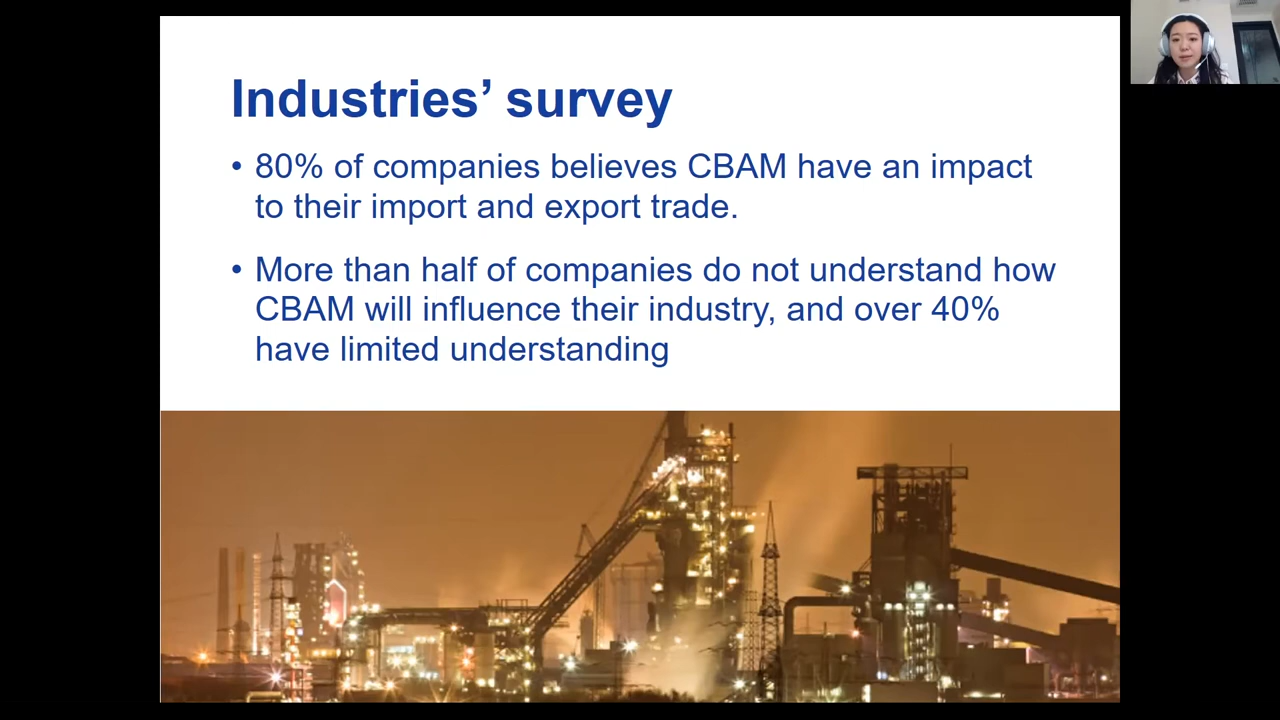 Industries’ survey
• 80% of companies believes CBAM have an impact
to their import and export trade.
• More than half of companies do not understand how
CBAM will influence their industry, and over 40%
have limited understanding